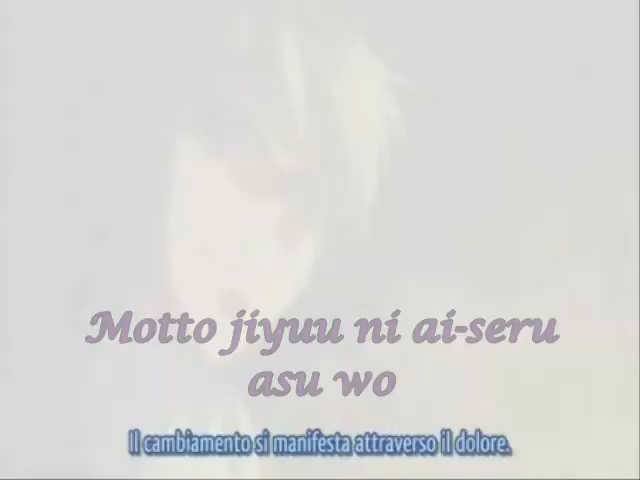 Motto jiyuu ni ai-seru
asu wo
Il cambiamento si manifesta attraverso il dolore.